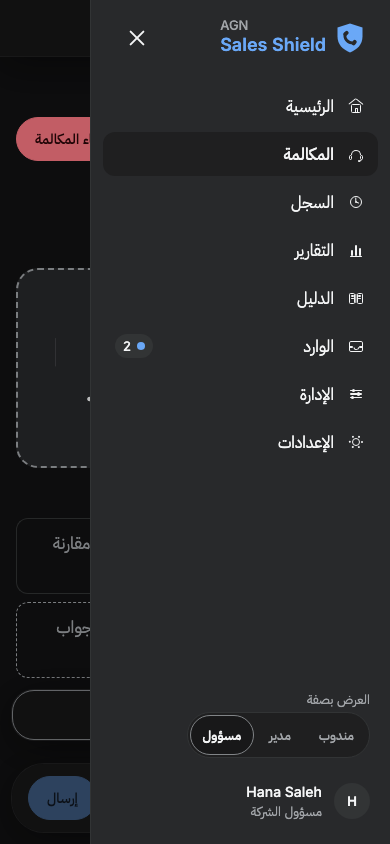 AGN
Sales Shield
الرئيسية
المكالمة
السجل
التقارير
الدليل
الوارد
2
الإدارة
الإعدادات
العرض بصفة
مندوب
مدير
مسؤول
Hana Saleh
مسؤول الشركة
H
المكالمة
مقارنة
إرسال